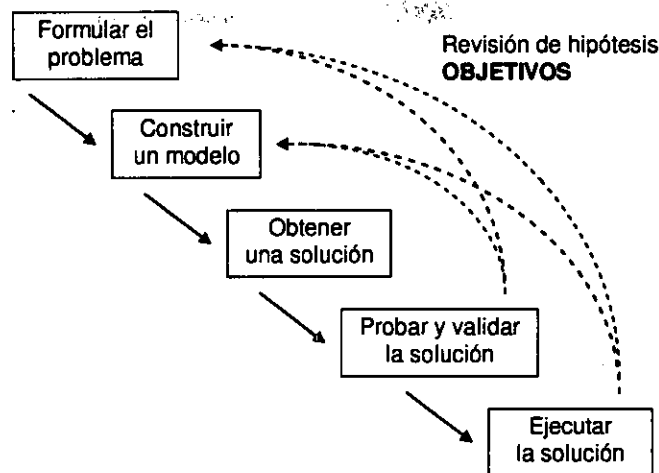 Formular el
problema
Revisión de hipótesis
OBJETIVOS
Construir
un modelo
Obtener
una solución
Probar y validar
la solución
Ejecutar
la solución